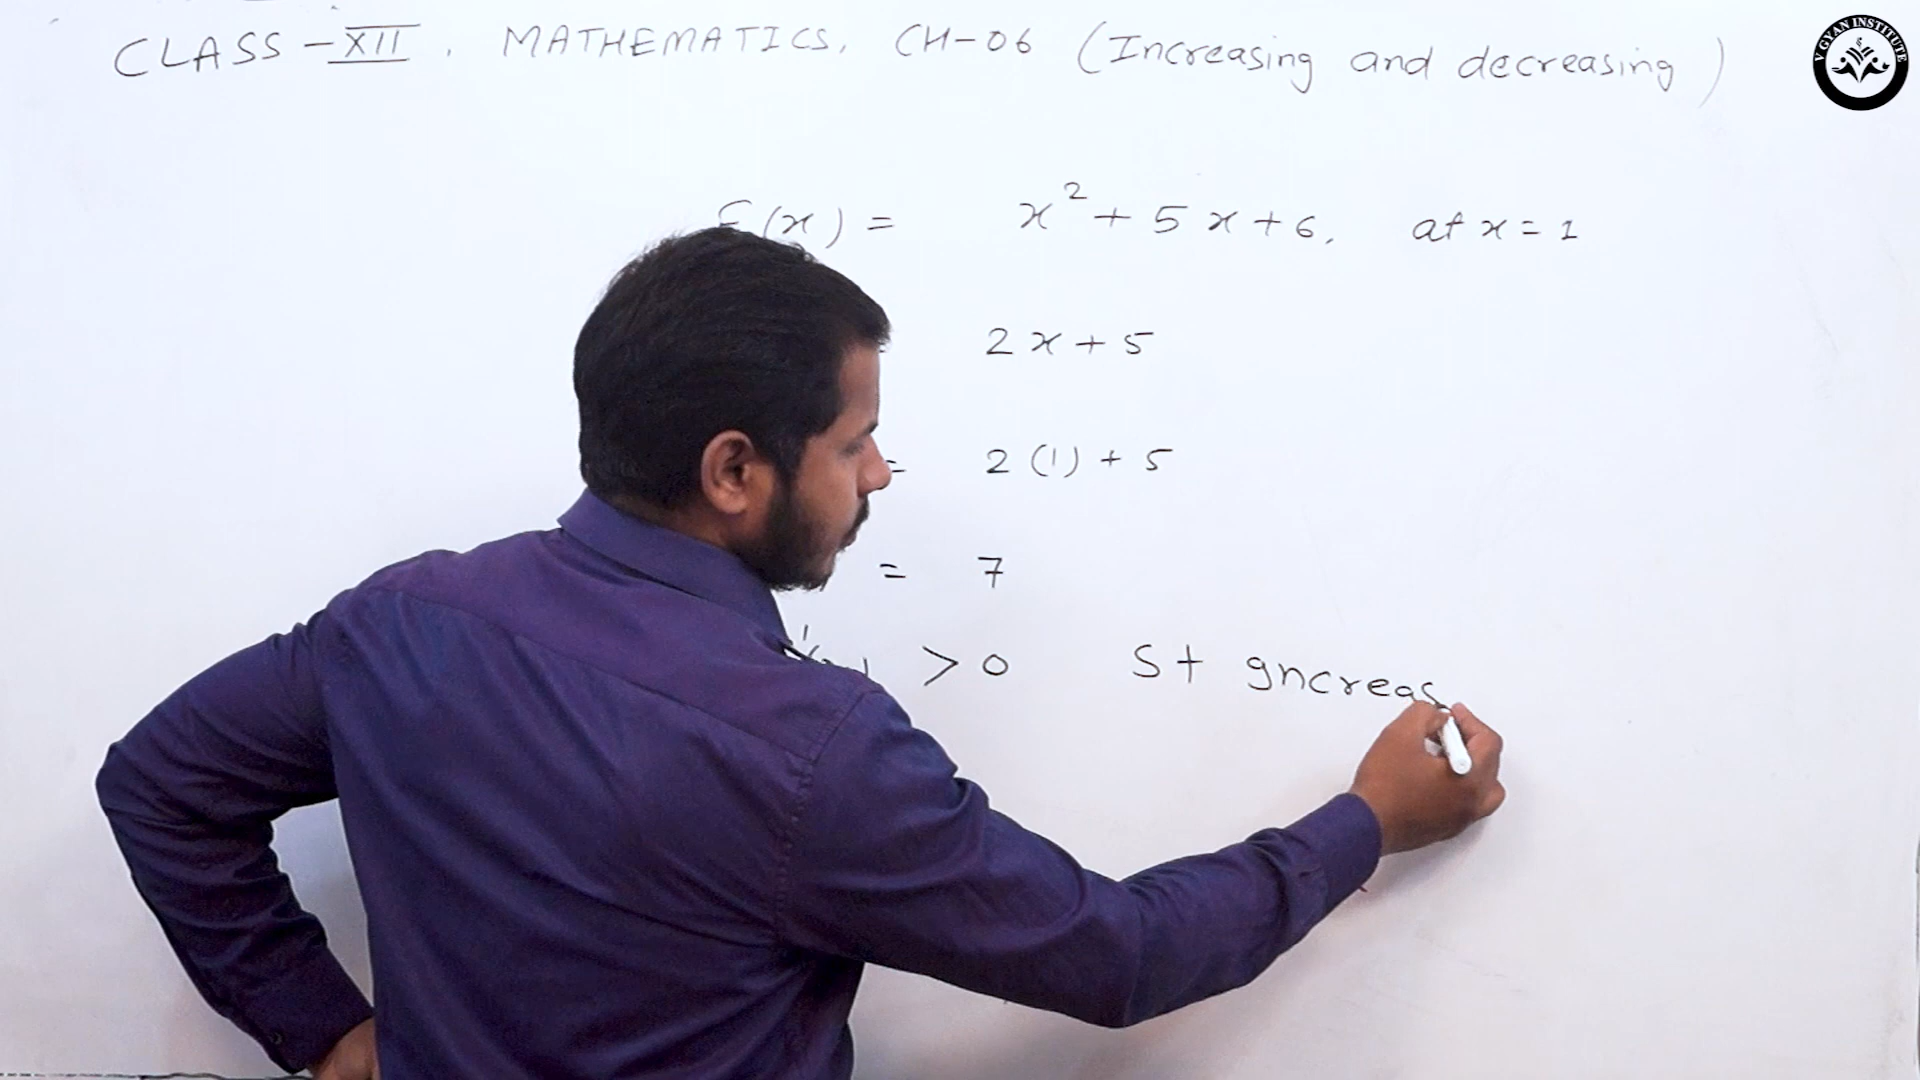 CLASS - XII, MATHEMATICS, CH-06 (Increasing and decreasing)
V GYAN INSTITUTE
f(x) = x² + 5x + 6, at x = 1
2x + 5
= 2(1) + 5
= 7
> 0 St Increas